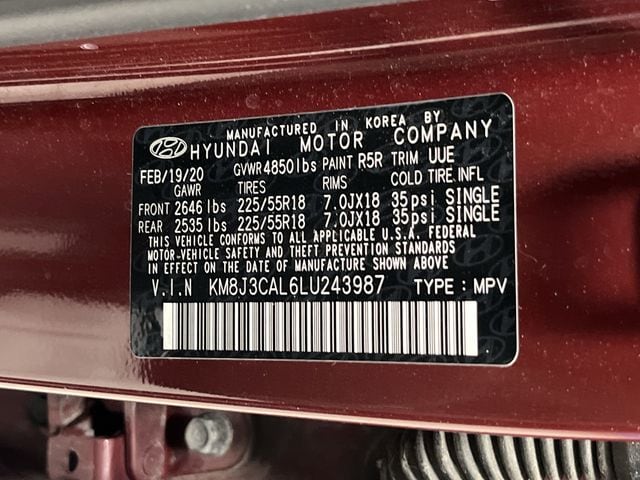 MANUFACTURED IN KOREA BY
HYUNDAI MOTOR COMPANY
FEB/19/20 GVWR 4850lbs PAINT R5R TRIM UUE
GAWR TIRES RIMS COLD TIRE.INFL
FRONT 2646 lbs 225/55R18 7.0JX18 35psi SINGLE
REAR 2535 lbs 225/55R18 7.0JX18 35psi SINGLE
THIS VEHICLE CONFORMS TO ALL APPLICABLE U.S.A. FEDERAL
MOTOR-VEHICLE SAFETY AND THEFT PREVENTION STANDARDS
IN EFFECT ON THE DATE OF MANUFACTURE SHOWN ABOVE
V.I.N KM8J3CAL6LU243987 TYPE : MPV